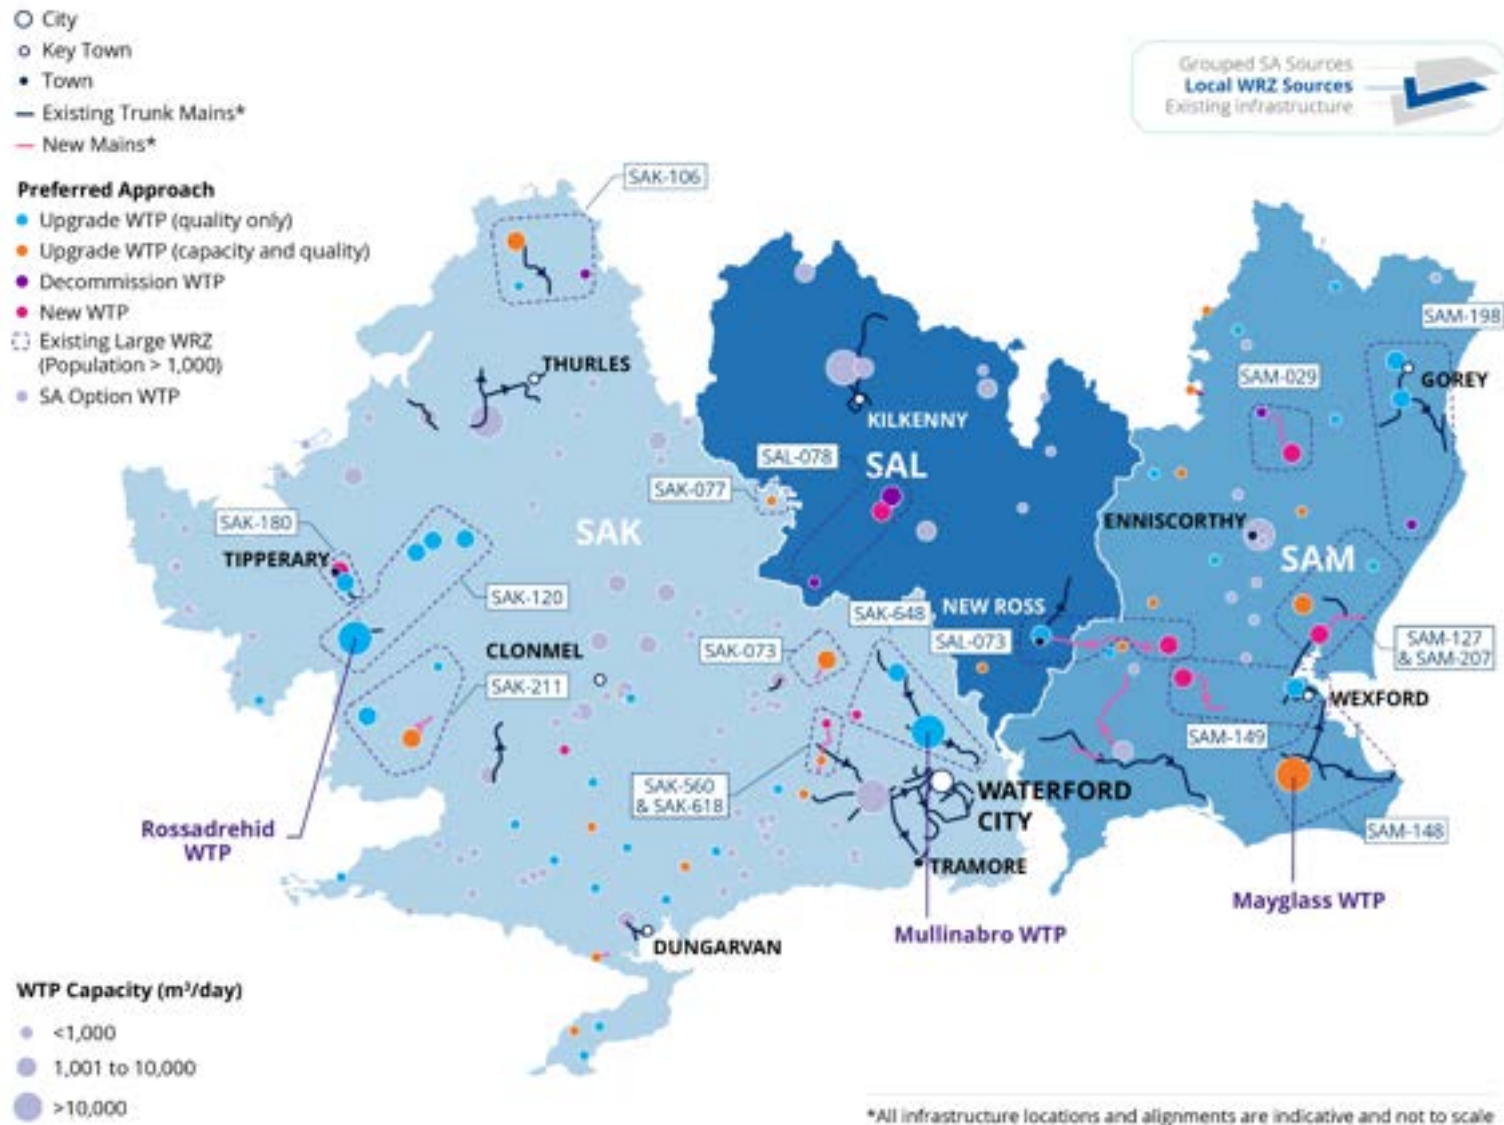 City
Key Town
Town
Existing Trunk Mains*
New Mains*
Preferred Approach
Upgrade WTP (quality only)
Upgrade WTP (capacity and quality)
Decommission WTP
New WTP
Existing Large WRZ
(Population > 1,000)
SA Option WTP
Grouped SA Sources
Local WRZ Sources
Existing infrastructure
SAK-106
SAM-198
THURLES
SAM-029
GOREY
KILKENNY
SAL-078
SAL
SAK-077
SAK-180
SAK
ENNISCORTHY
SAM
TIPPERARY
SAK-120
SAK-648
NEW ROSS
SAL-073
SAK-073
CLONMEL
SAM-127
& SAM-207
SAK-211
WEXFORD
SAM-149
SAK-560
& SAK-618
WATERFORD
CITY
SAM-148
Rossadrehid
WTP
TRAMORE
Mayglass WTP
Mullinabro WTP
DUNGARVAN
WTP Capacity (m³/day)
<1,000
1,001 to 10,000
>10,000
*All infrastructure locations and alignments are indicative and not to scale